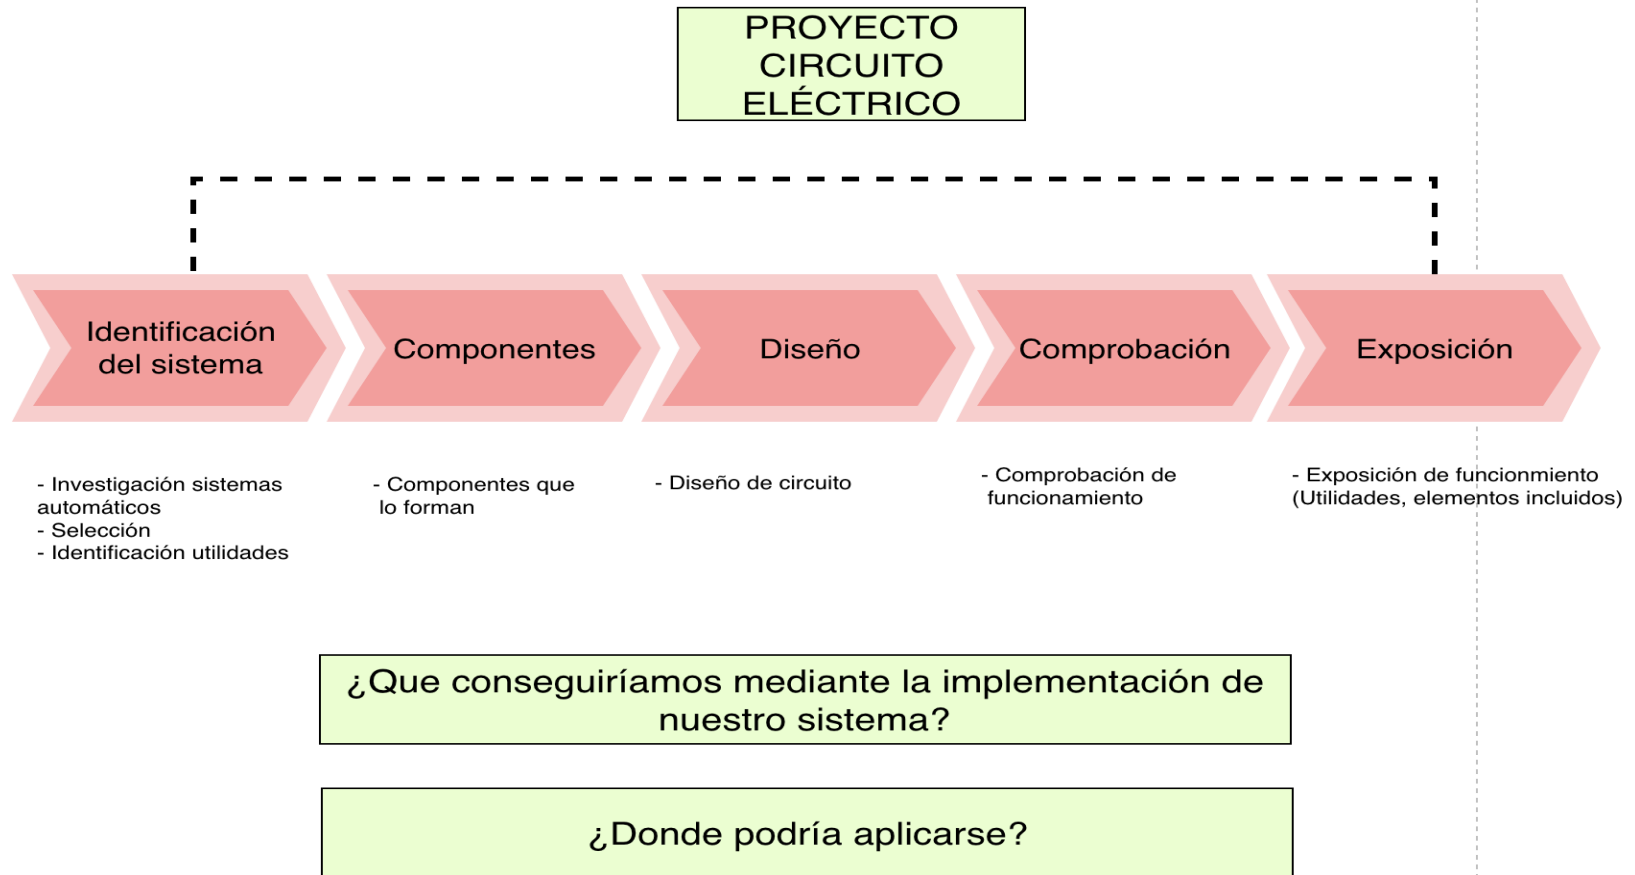 PROYECTO
CIRCUITO
ELÉCTRICO
Identificación
del sistema
Componentes
Diseño
Comprobación
Exposición
- Investigación sistemas
automáticos
- Selección
- Identificación utilidades
- Componentes que
lo forman
- Diseño de circuito
- Comprobación de
funcionamiento
- Exposición de funcionmiento
(Utilidades, elementos incluidos)
¿Que conseguiríamos mediante la implementación de
nuestro sistema?
¿Donde podría aplicarse?